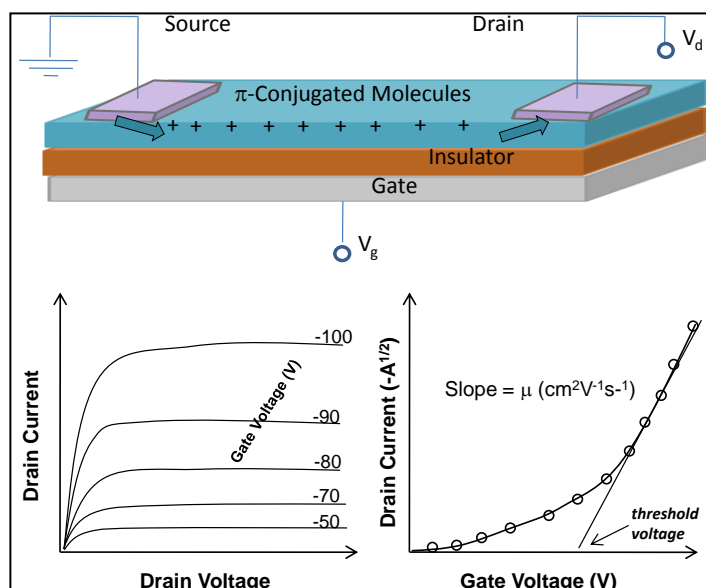 Source
Drain
V_d
π-Conjugated Molecules
+ + + + + + + + +
Insulator
Gate
V_g
Drain Current
Gate Voltage (V)
-100
-90
-80
-70
-50
Drain Voltage
Drain Current (-A^{1/2})
Slope = μ (cm²V⁻¹s-¹)
threshold
voltage
Gate Voltage (V)